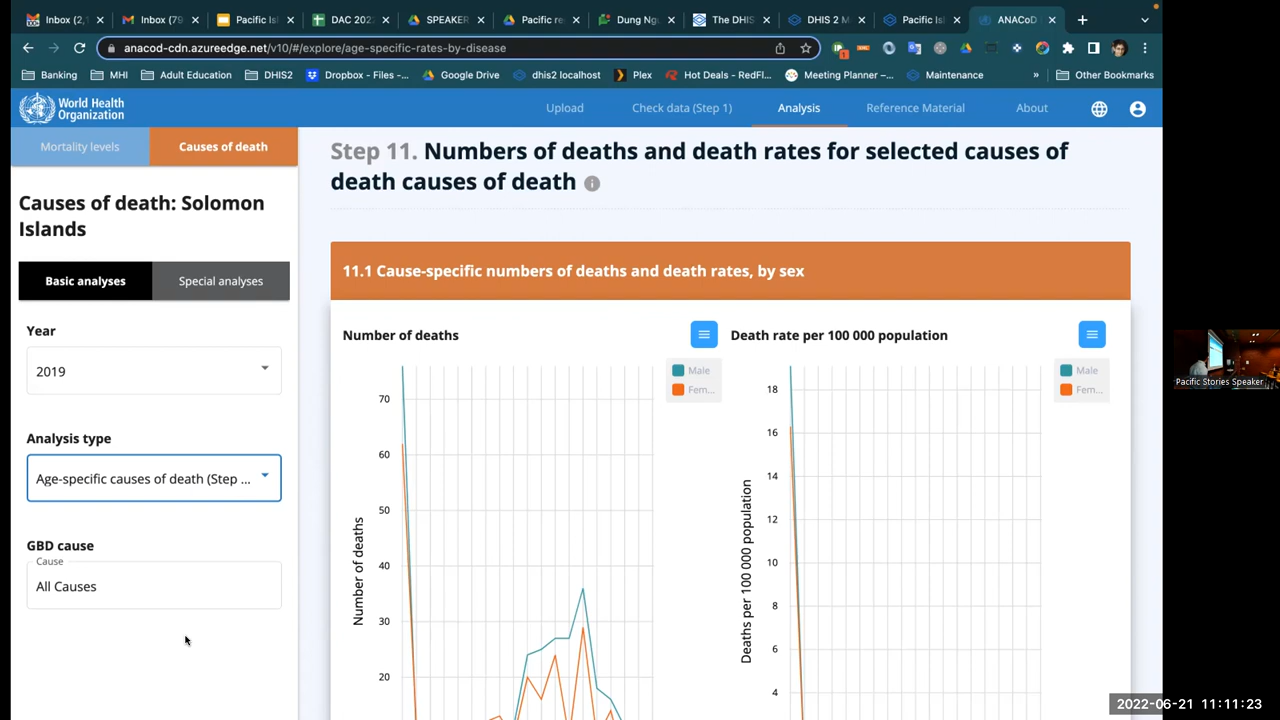 Inbox (2,1
Inbox (79
Pacific Isl
DAC 2022
SPEAKER
Pacific re
Dung Ng
The DHIS
DHIS 2 M
Pacific Isl
ANACoD
anacod-cdn.azureedge.net/v10/#/explore/age-specific-rates-by-disease
Banking
MHI
Adult Education
DHIS2
Dropbox - Files -...
Google Drive
dhis2 localhost
Plex
Hot Deals - RedFl...
Meeting Planner –...
Maintenance
»
Other Bookmarks
World Health
Organization
Upload
Check data (Step 1)
Analysis
Reference Material
About
Mortality levels
Causes of death
Causes of death: Solomon
Islands
Basic analyses
Special analyses
Year
2019
Analysis type
Age-specific causes of death (Step ...
GBD cause
Cause
All Causes
Step 11. Numbers of deaths and death rates for selected causes of
death causes of death
11.1 Cause-specific numbers of deaths and death rates, by sex
Number of deaths
Male
Fem...
70
60
50
40
30
20
Number of deaths
Death rate per 100 000 population
Male
Fem...
18
16
14
12
10
8
6
4
Deaths per 100 000 population
Pacific Stories Speaker
2022-06-21 11:11:23